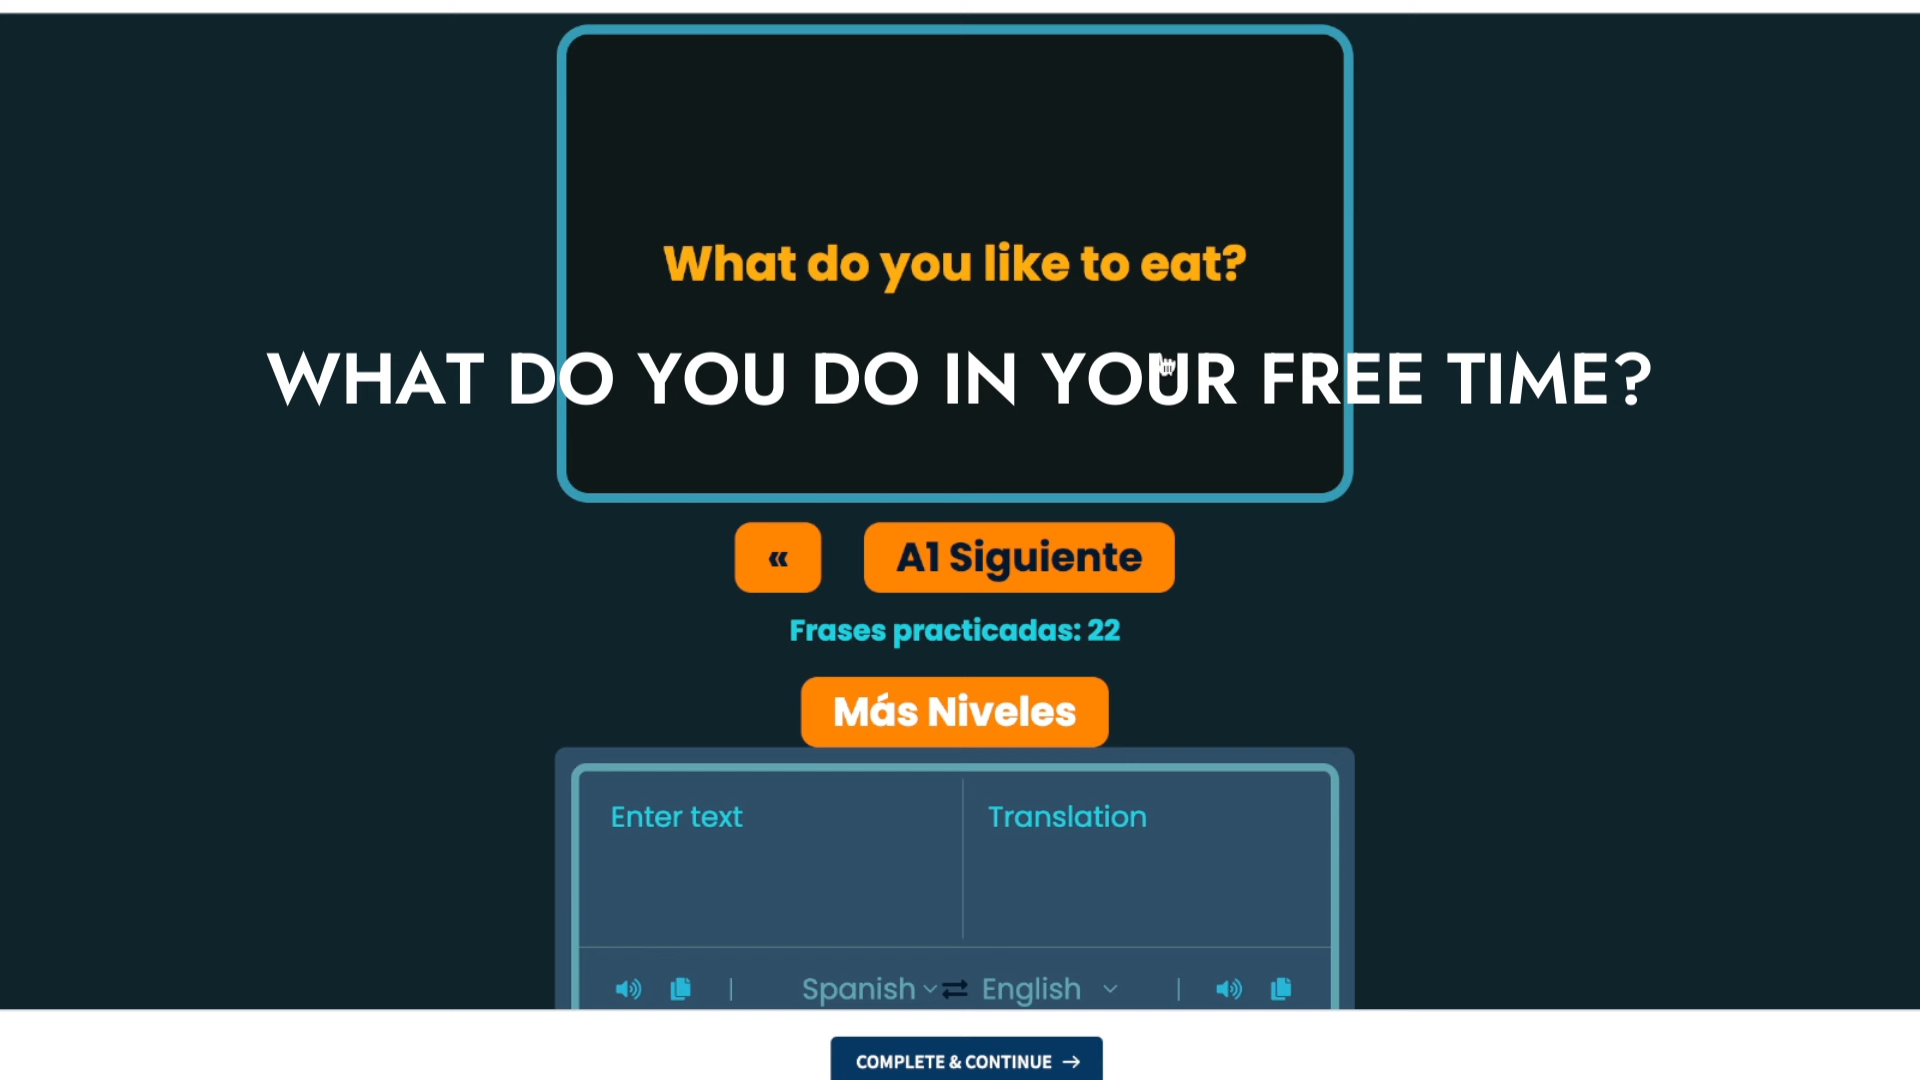 What do you like to eat?
WHAT DO YOU DO IN YOUR FREE TIME?
«
A1 Siguiente
Frases practicadas: 22
Más Niveles
Enter text
Translation
Spanish
English
COMPLETE & CONTINUE →